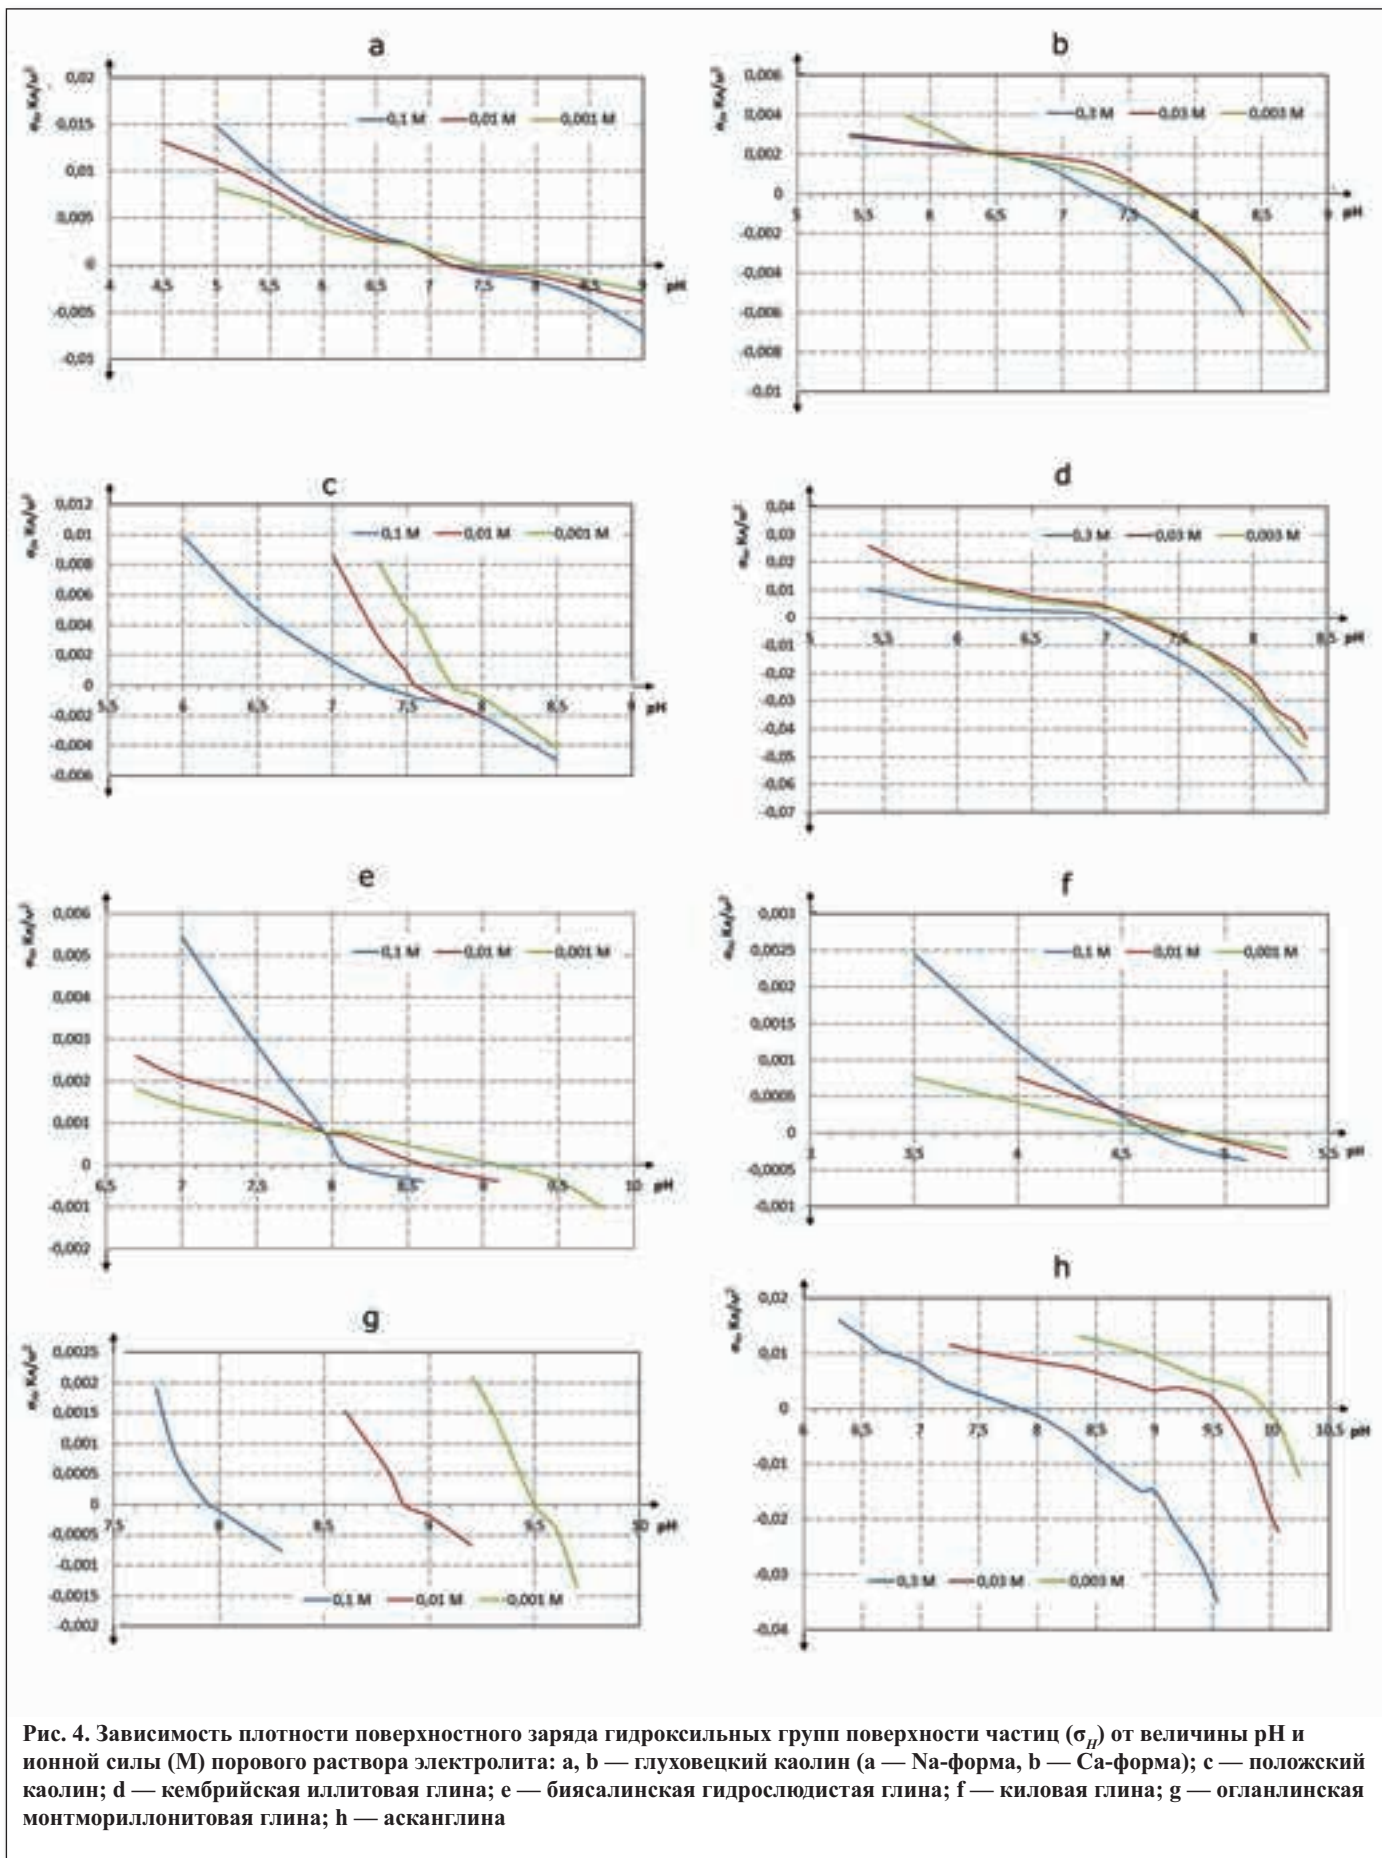 a
σₕ, Кл/м²
0,02
0,015
0,01
0,005
0
-0,005
-0,01
4 4,5 5 5,5 6 6,5 7 7,5 8 8,5 9 pH
0,1 M 0,01 M 0,001 M
b
0,006
0,004
0,002
0
-0,002
-0,004
-0,006
-0,008
-0,01
5 5,5 6 6,5 7 7,5 8 8,5 9 pH
0,3 M 0,03 M 0,003 M
c
0,012
0,01
0,008
0,006
0,004
0,002
0
-0,002
-0,004
-0,006
5,5 6 6,5 7 7,5 8 8,5 9 pH
0,1 M 0,01 M 0,001 M
d
0,04
0,03
0,02
0,01
0
-0,01
-0,02
-0,03
-0,04
-0,05
-0,06
-0,07
5 5,5 6 6,5 7 7,5 8 8,5 pH
0,3 M 0,03 M 0,003 M
e
0,006
0,005
0,004
0,003
0,002
0,001
0
-0,001
-0,002
6,5 7 7,5 8 8,5 9 9,5 10 pH
0,1 M 0,01 M 0,001 M
f
0,003
0,0025
0,002
0,0015
0,001
0,0005
0
-0,0005
-0,001
3 3,5 4 4,5 5 5,5 pH
0,1 M 0,01 M 0,001 M
g
0,0025
0,002
0,0015
0,001
0,0005
0
-0,0005
-0,001
-0,0015
-0,002
7,5 8 8,5 9 9,5 10 pH
0,1 M 0,01 M 0,001 M
h
0,02
0,01
0
-0,01
-0,02
-0,03
-0,04
6 6,5 7 7,5 8 8,5 9 9,5 10 10,5 pH
0,3 M 0,03 M 0,003 M
Рис. 4. Зависимость плотности поверхностного заряда гидроксильных групп поверхности частиц (σH) от величины pH и
ионной силы (М) порового раствора электролита: a, b — глуховецкий каолин (a — Na-форма, b — Ca-форма); c — положский
каолин; d — кембрийская иллитовая глина; e — биясалинская гидрослюдистая глина; f — киловая глина; g — огланлинская
монтмориллонитовая глина; h — асканглина